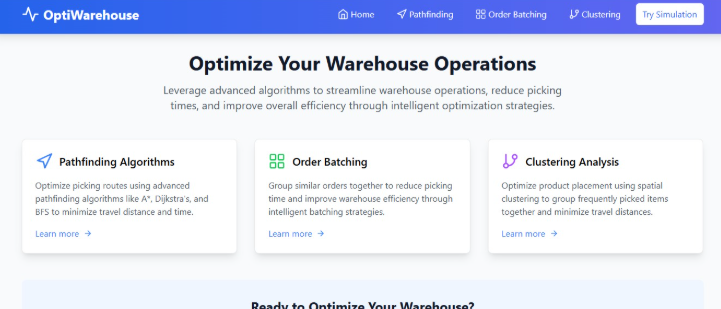 OptiWarehouse
Home
Pathfinding
Order Batching
Clustering
Try Simulation
Optimize Your Warehouse Operations
Leverage advanced algorithms to streamline warehouse operations, reduce picking
times, and improve overall efficiency through intelligent optimization strategies.
Pathfinding Algorithms
Optimize picking routes using advanced
pathfinding algorithms like A*, Dijkstra's, and
BFS to minimize travel distance and time.
Learn more →
Order Batching
Group similar orders together to reduce picking
time and improve warehouse efficiency through
intelligent batching strategies.
Learn more →
Clustering Analysis
Optimize product placement using spatial
clustering to group frequently picked items
together and minimize travel distances.
Learn more →
Ready to Optimize Your Warehouse?